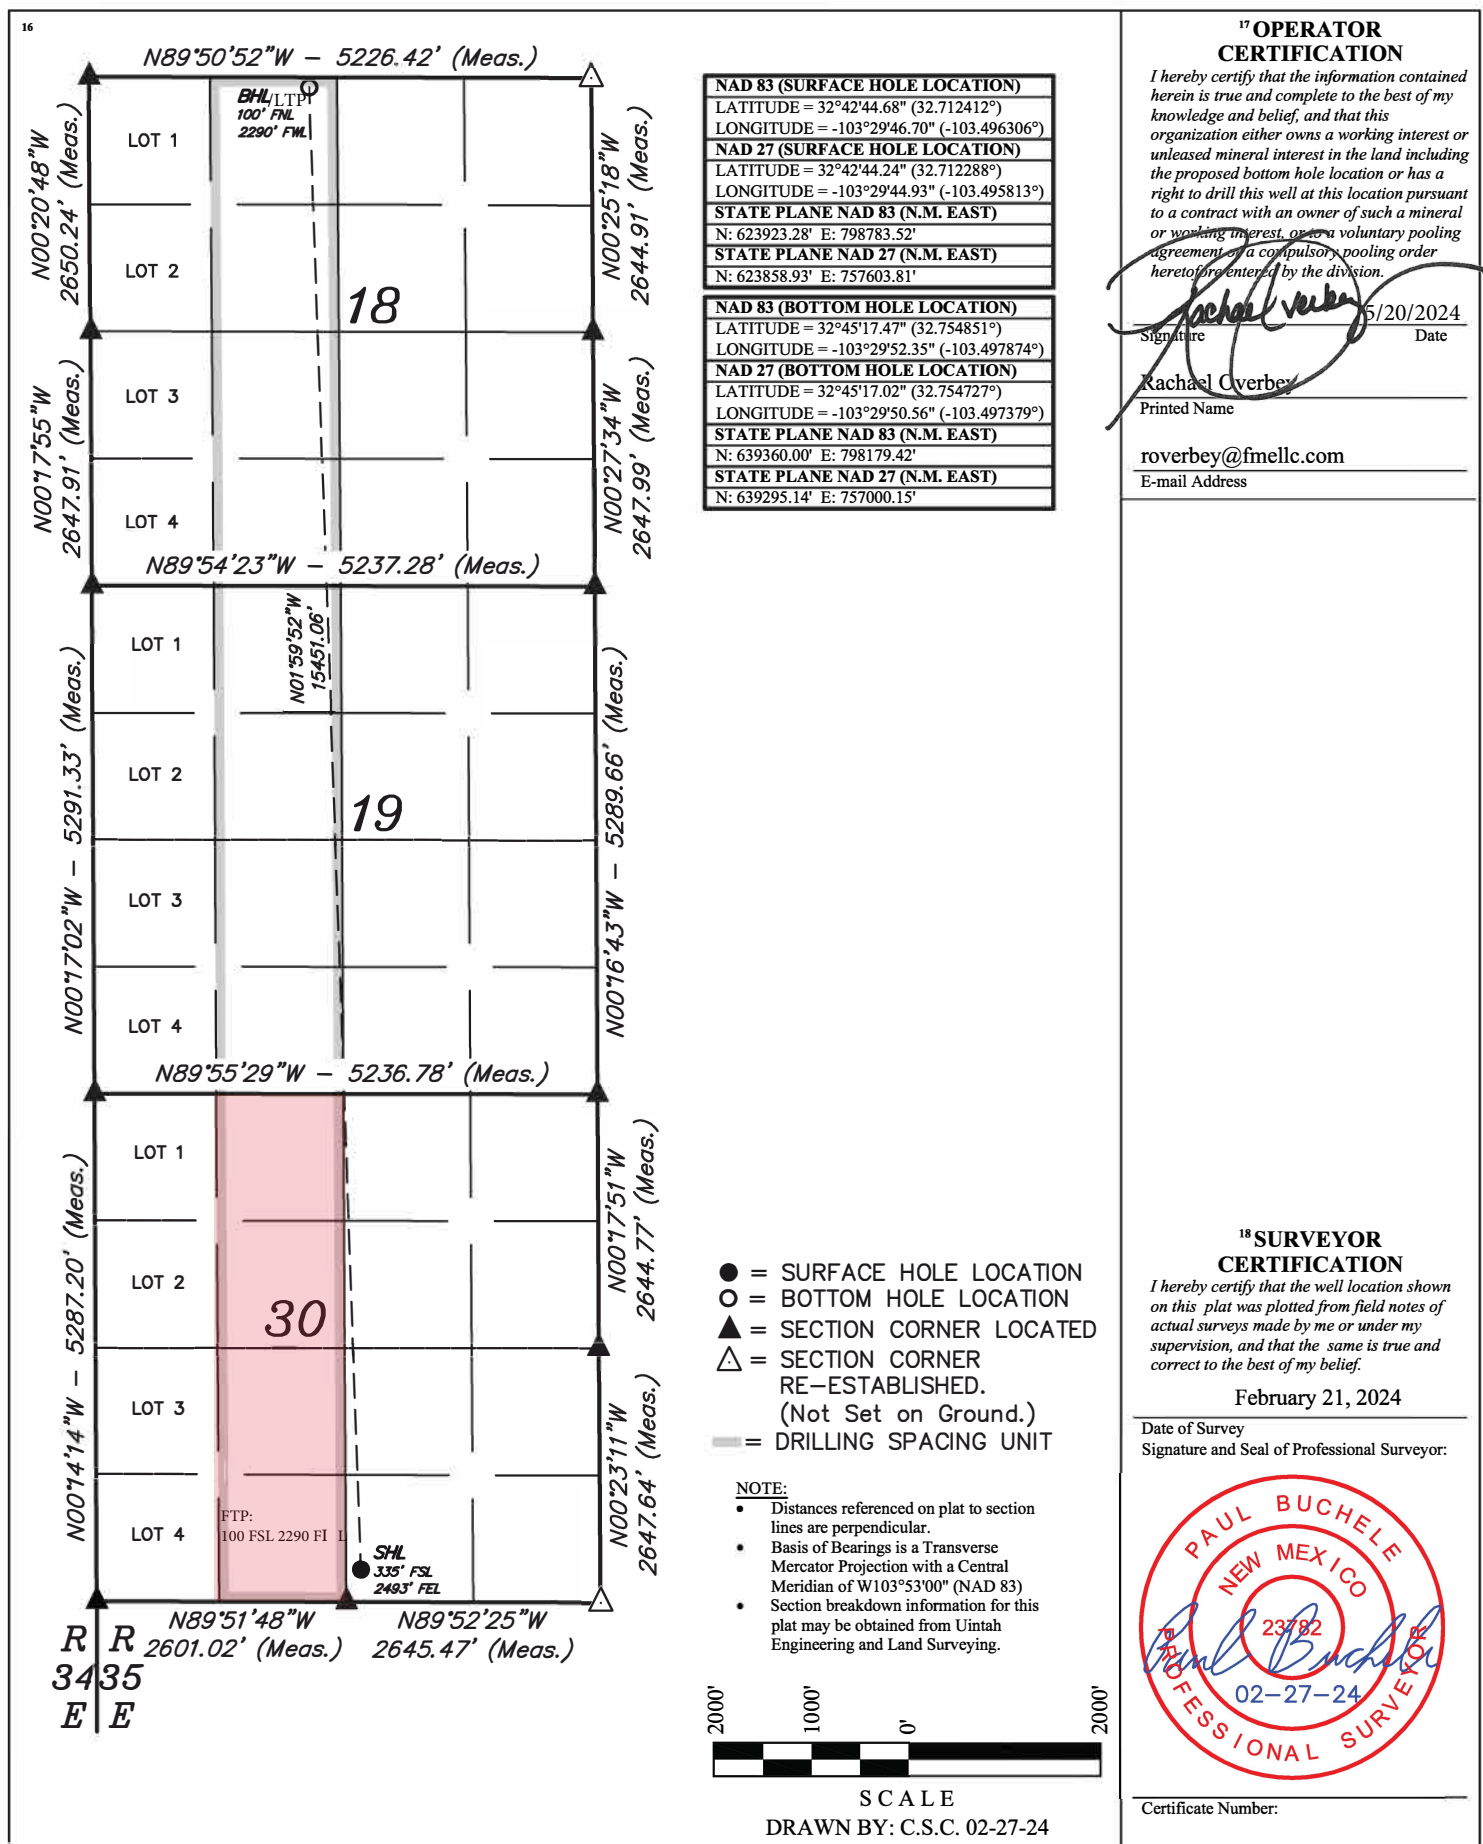 16
N89°50'52"W – 5226.42' (Meas.)
BHL/LTP
100' FNL
2290' FWL
LOT 1
LOT 2
18
LOT 3
LOT 4
N00°20'48"W
2650.24' (Meas.)
N00°25'18"W
2644.91' (Meas.)
N00°17'55"W
2647.91' (Meas.)
N00°27'34"W
2647.99' (Meas.)
N89°54'23"W – 5237.28' (Meas.)
N01°59'52"W
15451.06'
LOT 1
LOT 2
19
LOT 3
LOT 4
N00°17'02"W – 5291.33' (Meas.)
N00°16'43"W – 5289.66' (Meas.)
N89°55'29"W – 5236.78' (Meas.)
LOT 1
LOT 2
30
LOT 3
LOT 4
FTP:
100 FSL 2290 F L
SHL
335' FSL
2493' FEL
N00°14'14"W – 5287.20' (Meas.)
N00°17'51"W
2644.77' (Meas.)
N00°23'11"W
2647.64' (Meas.)
N89°51'48"W
2601.02' (Meas.)
N89°52'25"W
2645.47' (Meas.)
R R
34 35
E E
NAD 83 (SURFACE HOLE LOCATION)
LATITUDE = 32°42'44.68" (32.712412°)
LONGITUDE = -103°29'46.70" (-103.496306°)
NAD 27 (SURFACE HOLE LOCATION)
LATITUDE = 32°42'44.24" (32.712288°)
LONGITUDE = -103°29'44.93" (-103.495813°)
STATE PLANE NAD 83 (N.M. EAST)
N: 623923.28' E: 798783.52'
STATE PLANE NAD 27 (N.M. EAST)
N: 623858.93' E: 757603.81'
NAD 83 (BOTTOM HOLE LOCATION)
LATITUDE = 32°45'17.47" (32.754851°)
LONGITUDE = -103°29'52.35" (-103.497874°)
NAD 27 (BOTTOM HOLE LOCATION)
LATITUDE = 32°45'17.02" (32.754727°)
LONGITUDE = -103°29'50.56" (-103.497379°)
STATE PLANE NAD 83 (N.M. EAST)
N: 639360.00' E: 798179.42'
STATE PLANE NAD 27 (N.M. EAST)
N: 639295.14' E: 757000.15'
= SURFACE HOLE LOCATION
= BOTTOM HOLE LOCATION
= SECTION CORNER LOCATED
= SECTION CORNER
RE–ESTABLISHED.
(Not Set on Ground.)
= DRILLING SPACING UNIT
NOTE:
• Distances referenced on plat to section
lines are perpendicular.
• Basis of Bearings is a Transverse
Mercator Projection with a Central
Meridian of W103°53'00" (NAD 83)
• Section breakdown information for this
plat may be obtained from Uintah
Engineering and Land Surveying.
2000' 1000' 0' 2000'
SCALE
DRAWN BY: C.S.C. 02-27-24
17 OPERATOR
CERTIFICATION
I hereby certify that the information contained
herein is true and complete to the best of my
knowledge and belief, and that this
organization either owns a working interest or
unleased mineral interest in the land including
the proposed bottom hole location or has a
right to drill this well at this location pursuant
to a contract with an owner of such a mineral
or working interest, or to a voluntary pooling
agreement or a compulsory pooling order
heretofore entered by the division.
Rachael Overbey 5/20/2024
Signature Date
Rachael Overbey
Printed Name
roverbey@fmellc.com
E-mail Address
18 SURVEYOR
CERTIFICATION
I hereby certify that the well location shown
on this plat was plotted from field notes of
actual surveys made by me or under my
supervision, and that the same is true and
correct to the best of my belief.
February 21, 2024
Date of Survey
Signature and Seal of Professional Surveyor:
PAUL BUCHELE
NEW MEXICO
23782
Paul Buchele
02–27–24
PROFESSIONAL SURVEYOR
Certificate Number: